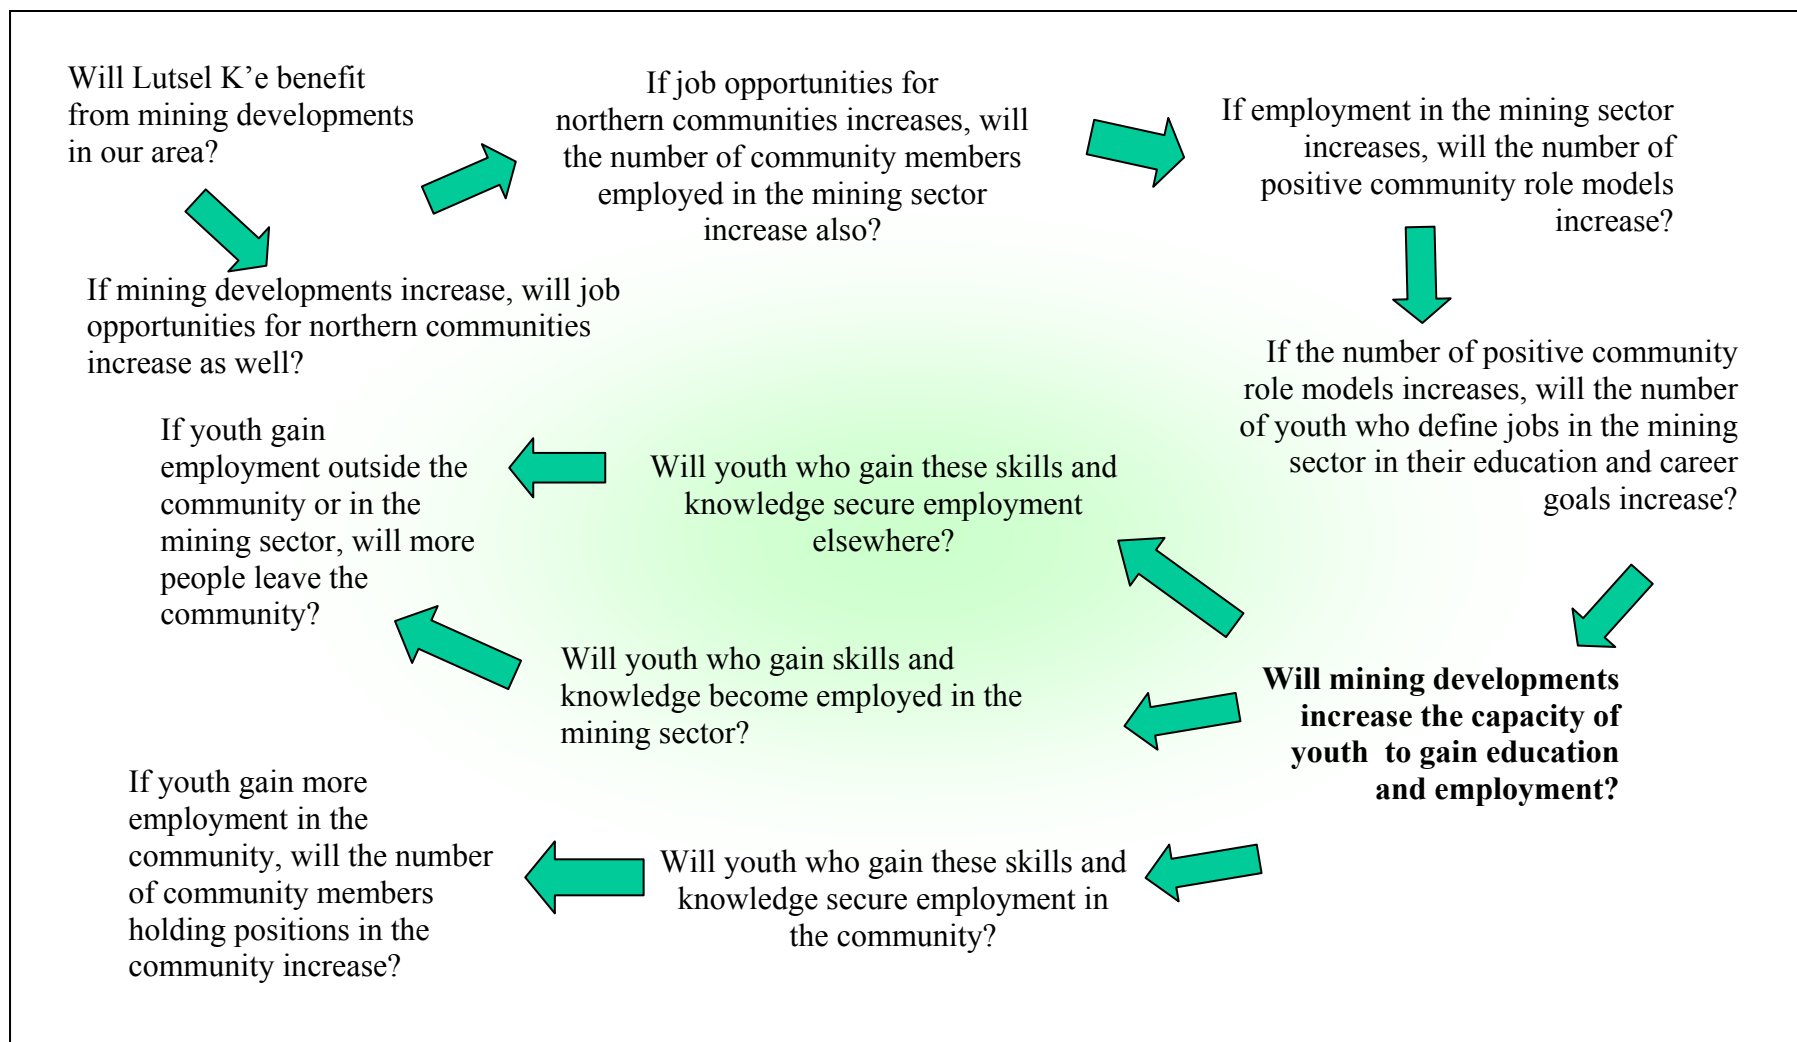 Will Lutsel K’e benefit
from mining developments
in our area?
If mining developments increase, will job
opportunities for northern communities
increase as well?
If job opportunities for
northern communities increases, will
the number of community members
employed in the mining sector
increase also?
If employment in the mining sector
increases, will the number of
positive community role models
increase?
If the number of positive community
role models increases, will the number
of youth who define jobs in the mining
sector in their education and career
goals increase?
Will mining developments
increase the capacity of
youth  to gain education
and employment?
Will youth who gain these skills and
knowledge secure employment
elsewhere?
If youth gain
employment outside the
community or in the
mining sector, will more
people leave the
community?
Will youth who gain skills and
knowledge become employed in the
mining sector?
Will youth who gain these skills and
knowledge secure employment in
the community?
If youth gain more
employment in the
community, will the number
of community members
holding positions in the
community increase?